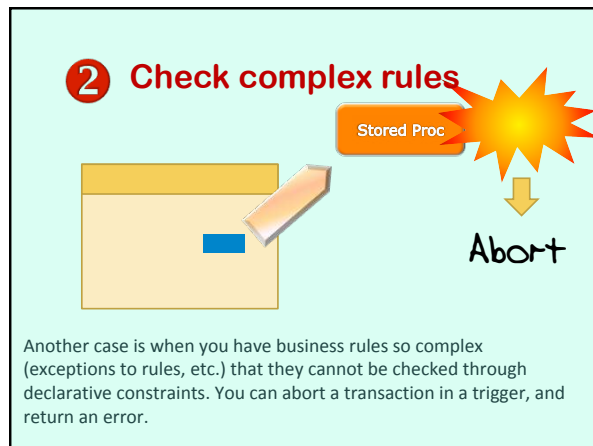 2 Check complex rules
Stored Proc
Abort
Another case is when you have business rules so complex
(exceptions to rules, etc.) that they cannot be checked through
declarative constraints. You can abort a transaction in a trigger, and
return an error.